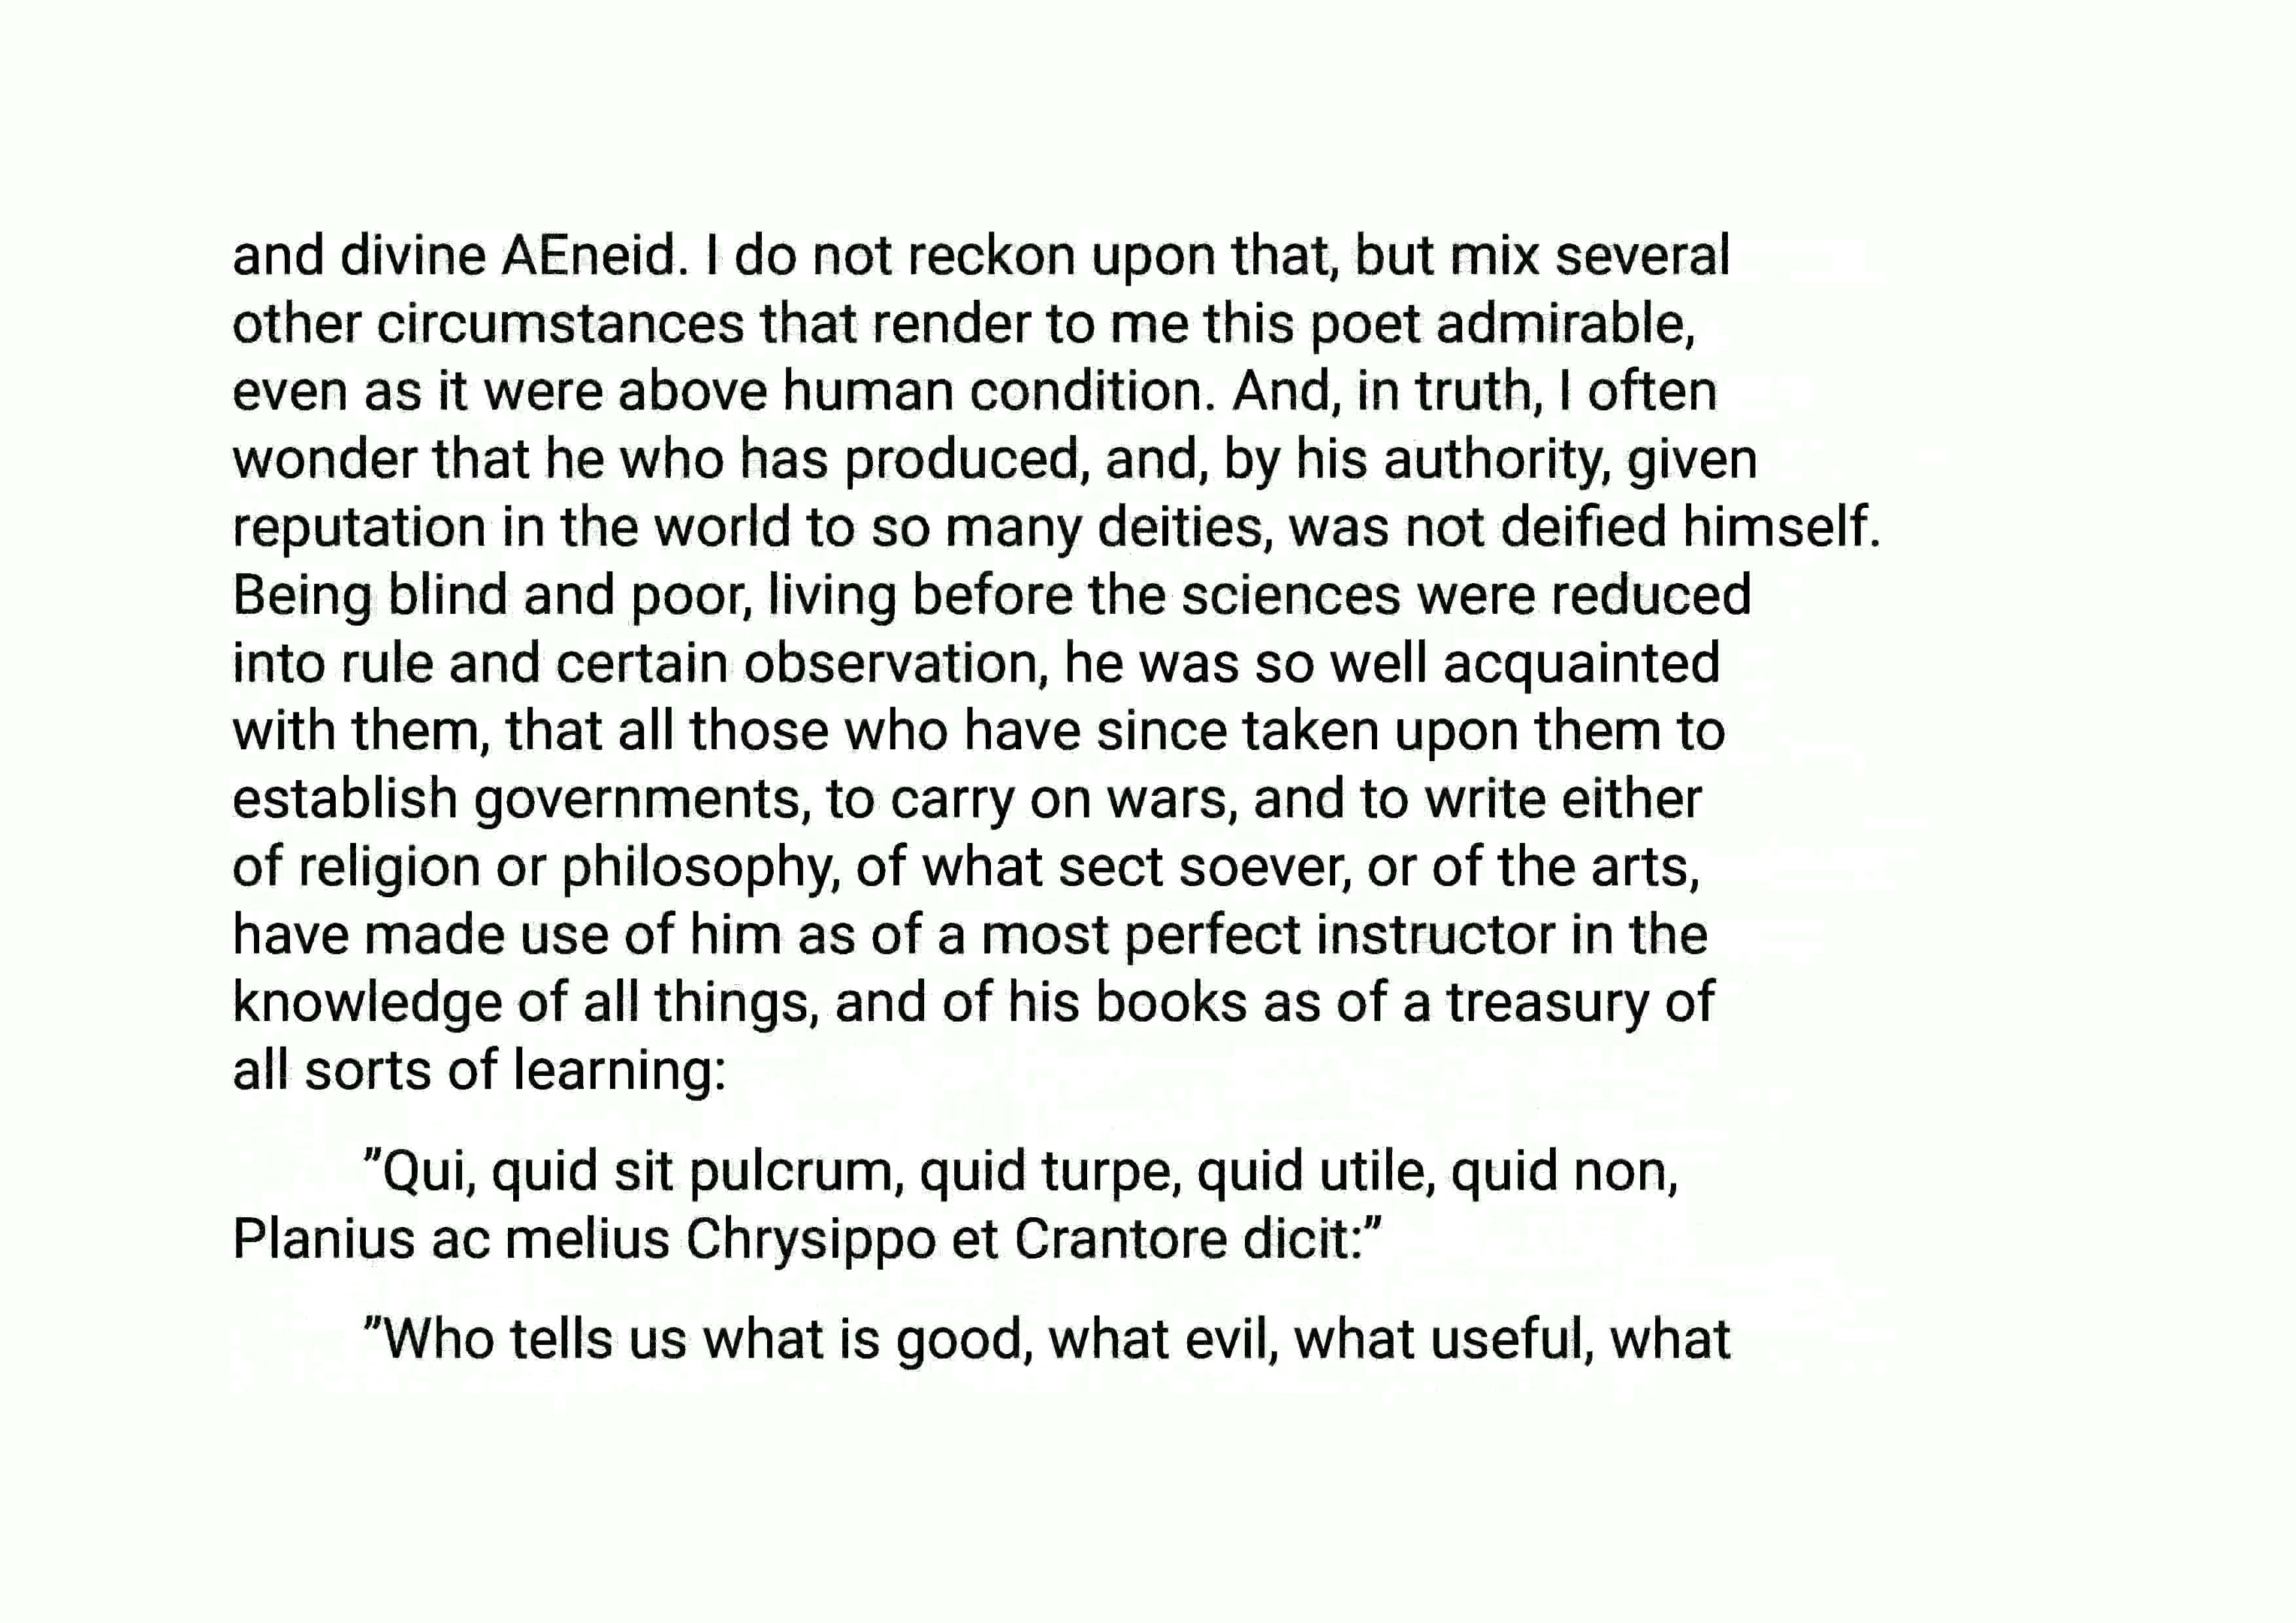 and divine AEneid. I do not reckon upon that, but mix several
other circumstances that render to me this poet admirable,
even as it were above human condition. And, in truth, I often
wonder that he who has produced, and, by his authority, given
reputation in the world to so many deities, was not deified himself.
Being blind and poor, living before the sciences were reduced
into rule and certain observation, he was so well acquainted
with them, that all those who have since taken upon them to
establish governments, to carry on wars, and to write either
of religion or philosophy, of what sect soever, or of the arts,
have made use of him as of a most perfect instructor in the
knowledge of all things, and of his books as of a treasury of
all sorts of learning:
”Qui, quid sit pulcrum, quid turpe, quid utile, quid non,
Planius ac melius Chrysippo et Crantore dicit:”
”Who tells us what is good, what evil, what useful, what